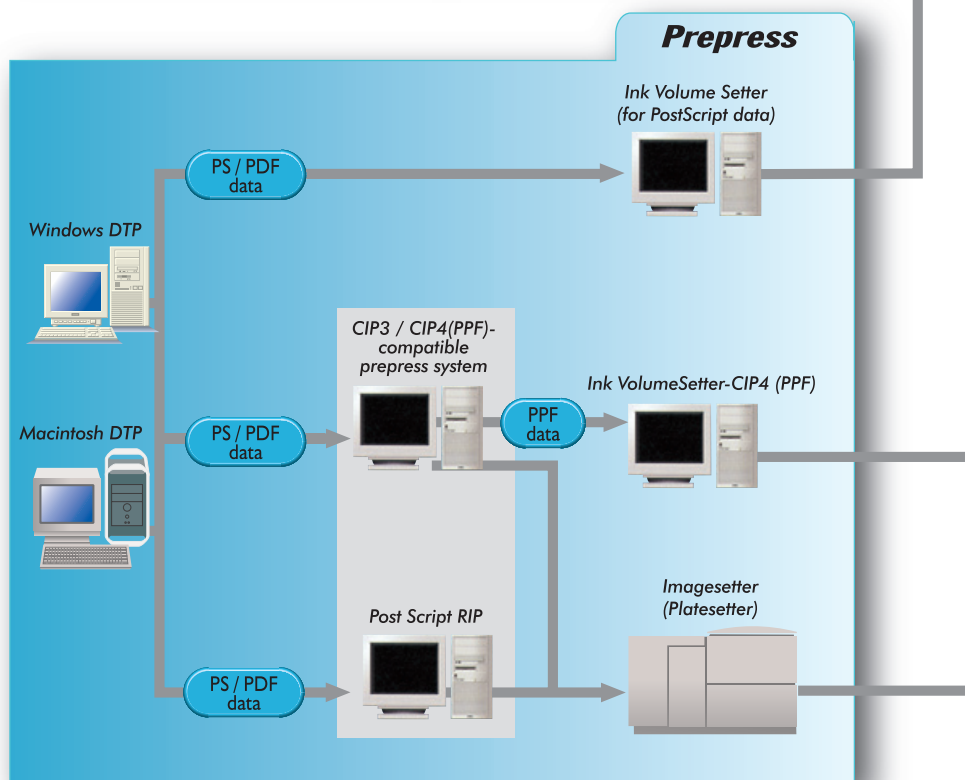 Prepress
Ink Volume Setter
(for PostScript data)
PS / PDF
data
Windows DTP
CIP3 / CIP4(PPF)-
compatible
prepress system
Ink VolumeSetter-CIP4 (PPF)
PPF
data
Macintosh DTP
PS / PDF
data
Imagesetter
(Platesetter)
Post Script RIP
PS / PDF
data